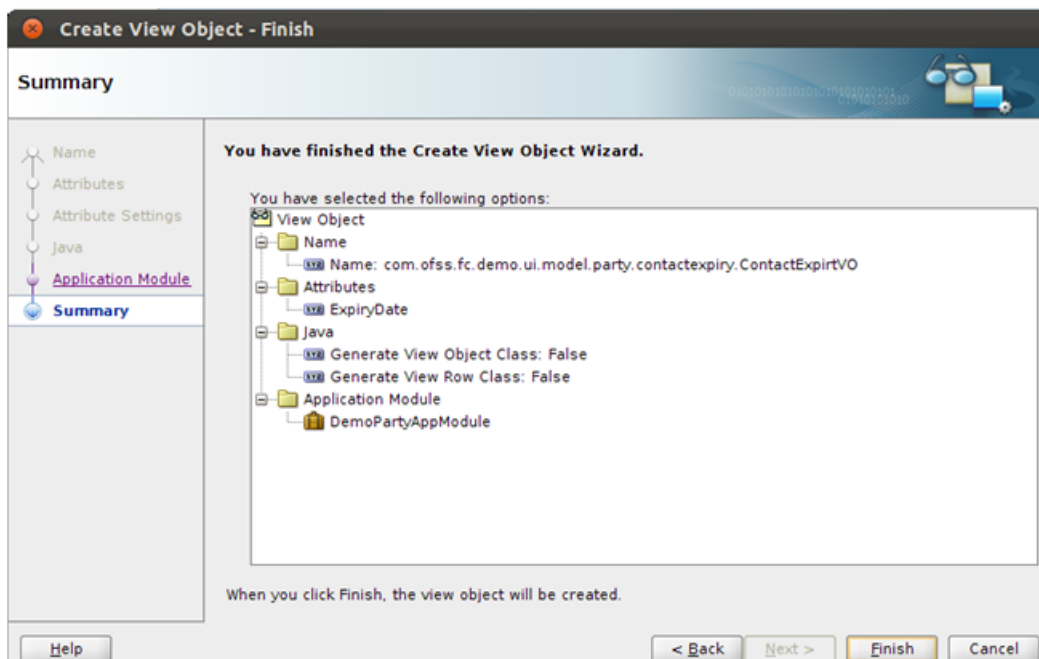 Create View Object - Finish
Summary
Name
Attributes
Attribute Settings
Java
Application Module
Summary
You have finished the Create View Object Wizard.
You have selected the following options:
View Object
Name
Name: com.ofss.fc.demo.ui.model.party.contactexpiry.ContactExpirtVO
Attributes
ExpiryDate
Java
Generate View Object Class: False
Generate View Row Class: False
Application Module
DemoPartyAppModule
When you click Finish, the view object will be created.
Help
< Back
Next >
Finish
Cancel